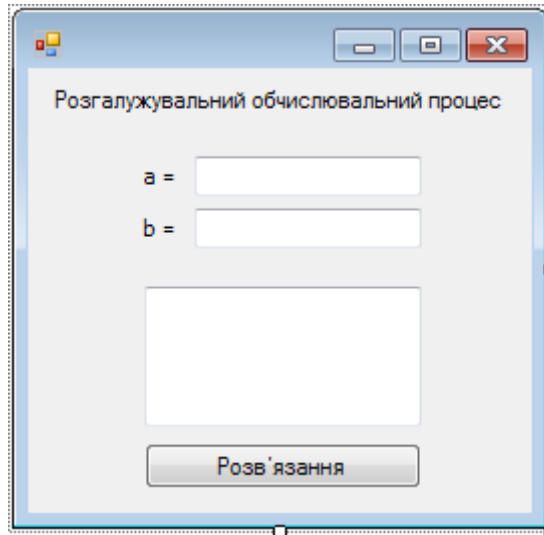 Розгалужувальний обчислювальний процес
a =
b =
Розв'язання